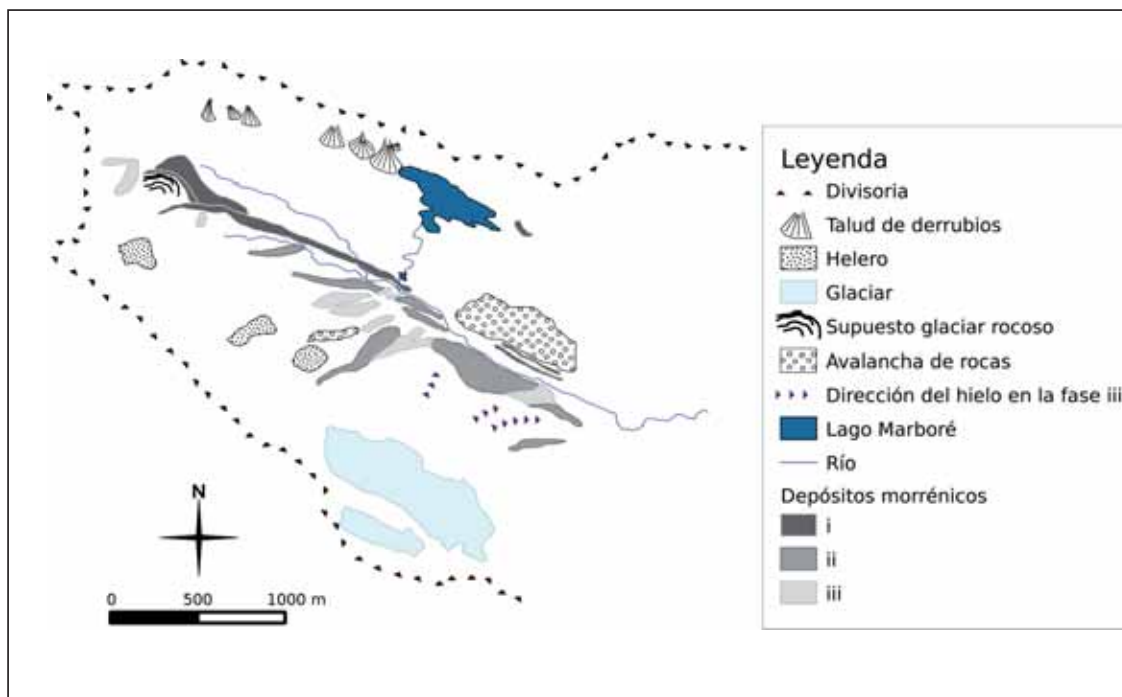 Leyenda
Divisoria
Talud de derrubios
Helero
Glaciar
Supuesto glaciar rocoso
Avalancha de rocas
Dirección del hielo en la fase iii
Lago Marboré
Río
Depósitos morrénicos
i
ii
iii
N
0 500 1000 m